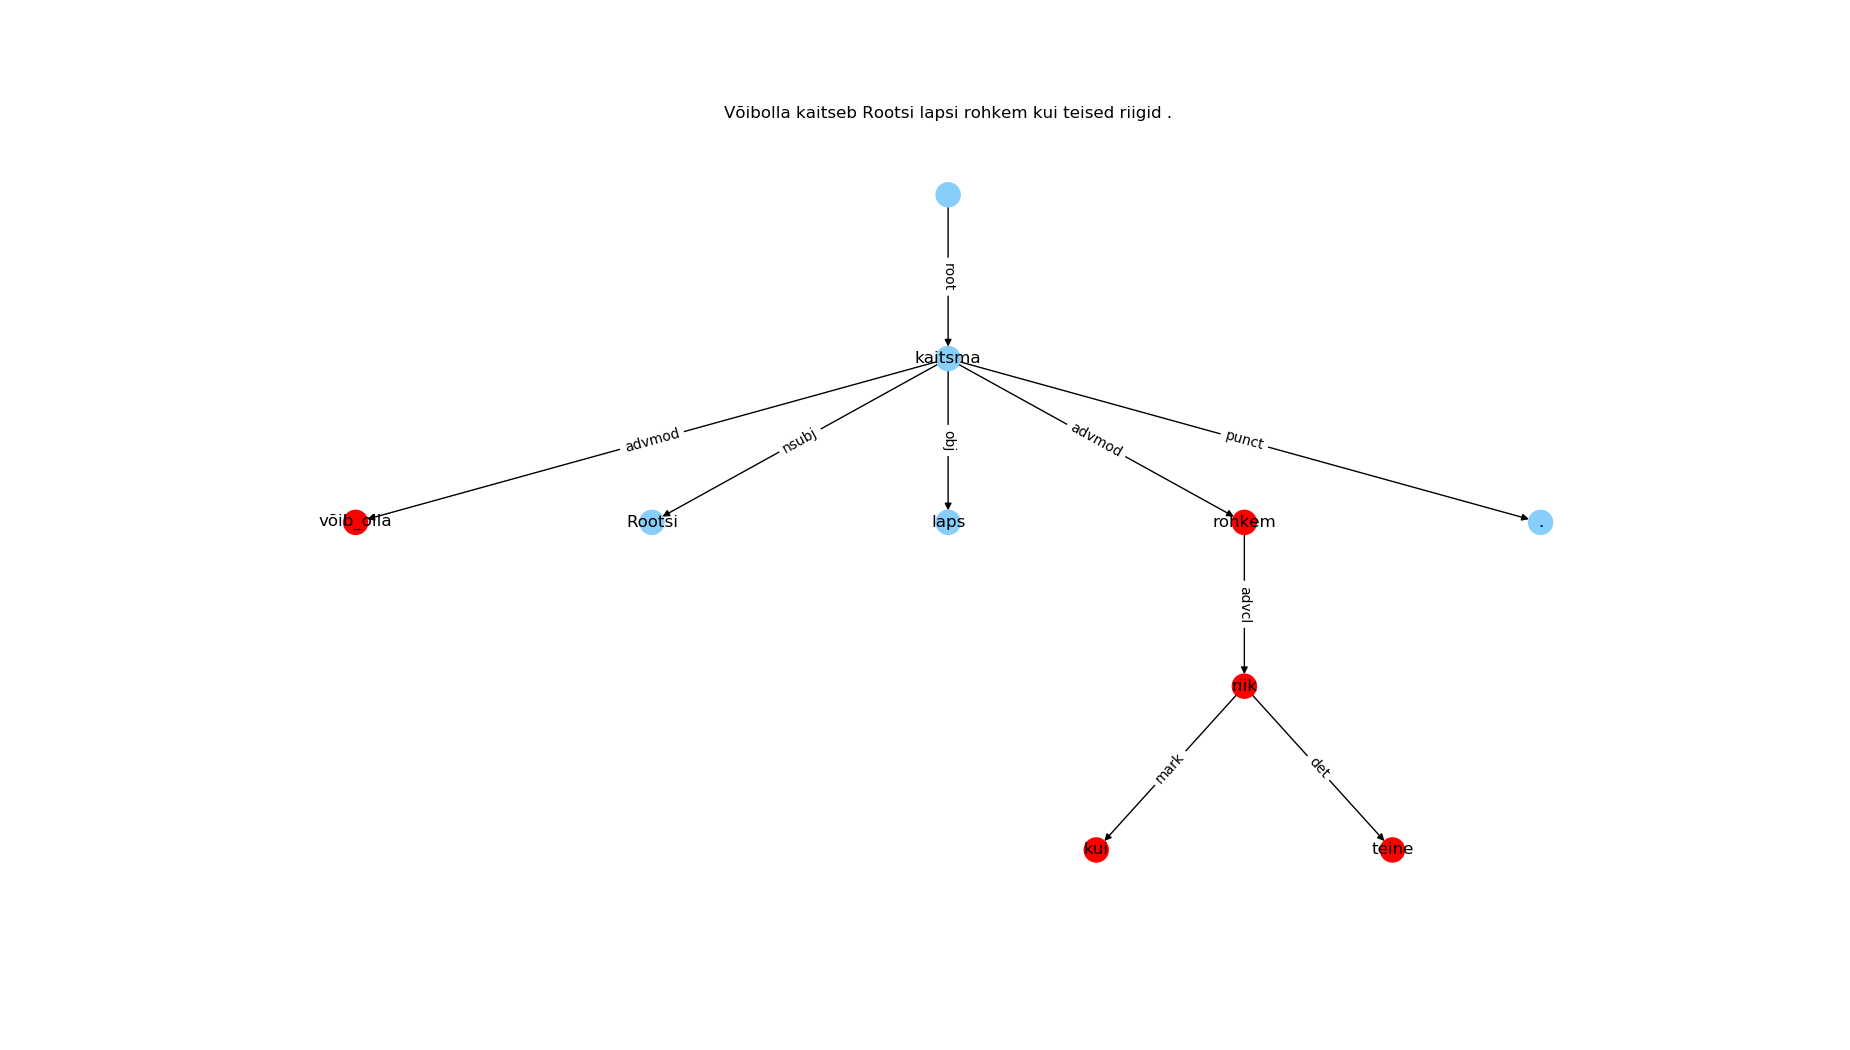 Võibolla kaitseb Rootsi lapsi rohkem kui teised riigid .
root
kaitsma
advmod
nsubj
obj
advmod
punct
võib_olla
Rootsi
laps
rohkem
.
advcl
riik
mark
det
kui
teine